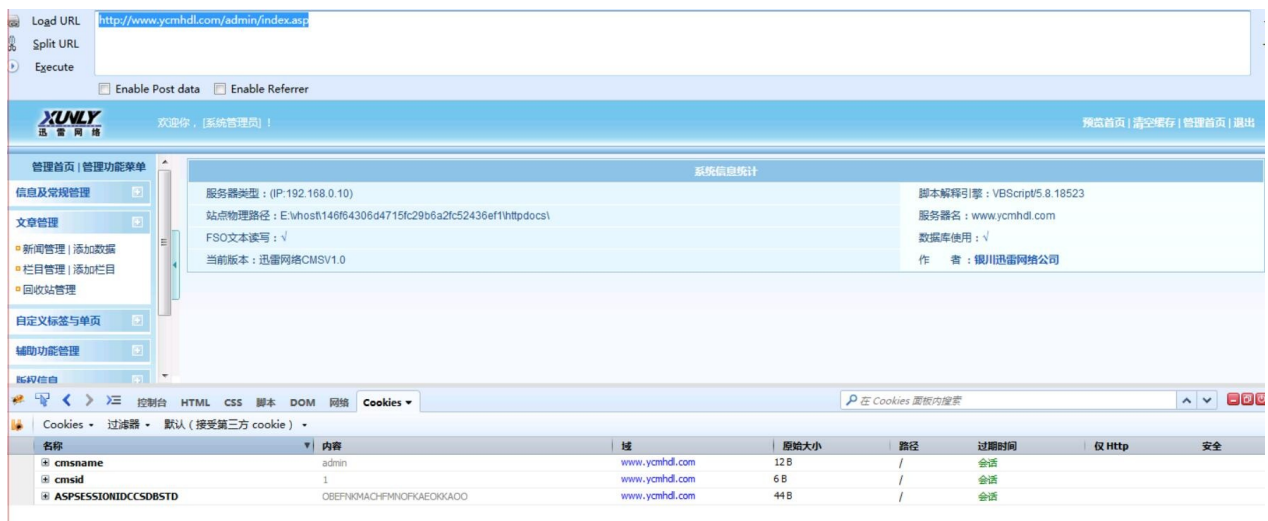 Load URL http://www.ycmhdl.com/admin/index.asp
Split URL
Execute
Enable Post data Enable Referrer
XUNLY
迅雷网络
欢迎你，[系统管理员]！
预览首页 | 清空缓存 | 管理首页 | 退出
管理首页 | 管理功能菜单
系统信息统计
信息及常规管理
服务器类型：(IP:192.168.0.10) 脚本解释引擎：VBScript/5.8.18523
站点物理路径：E:\vhost\146f64306d4715fc29b6a2fc52436ef1\httpdocs\ 服务器名：www.ycmhdl.com
文章管理
FSO文本读写：√ 数据库使用：√
新闻管理 | 添加数据
当前版本：迅雷网络CMSV1.0 作 者：银川迅雷网络公司
栏目管理 | 添加栏目
回收站管理
自定义标签与单页
辅助功能管理
版权信息
控制台 HTML CSS 脚本 DOM 网络 Cookies 在 Cookies 面板内搜索
Cookies 过滤器 默认（接受第三方 cookie）
名称 内容 域 原始大小 路径 过期时间 仅 Http 安全
cmsname admin www.ycmhdl.com 12 B / 会话
cmsid 1 www.ycmhdl.com 6 B / 会话
ASPSESSIONIDCCSDBSTD OBEFNKMACHFMNOFKAEOKKAOO www.ycmhdl.com 44 B / 会话